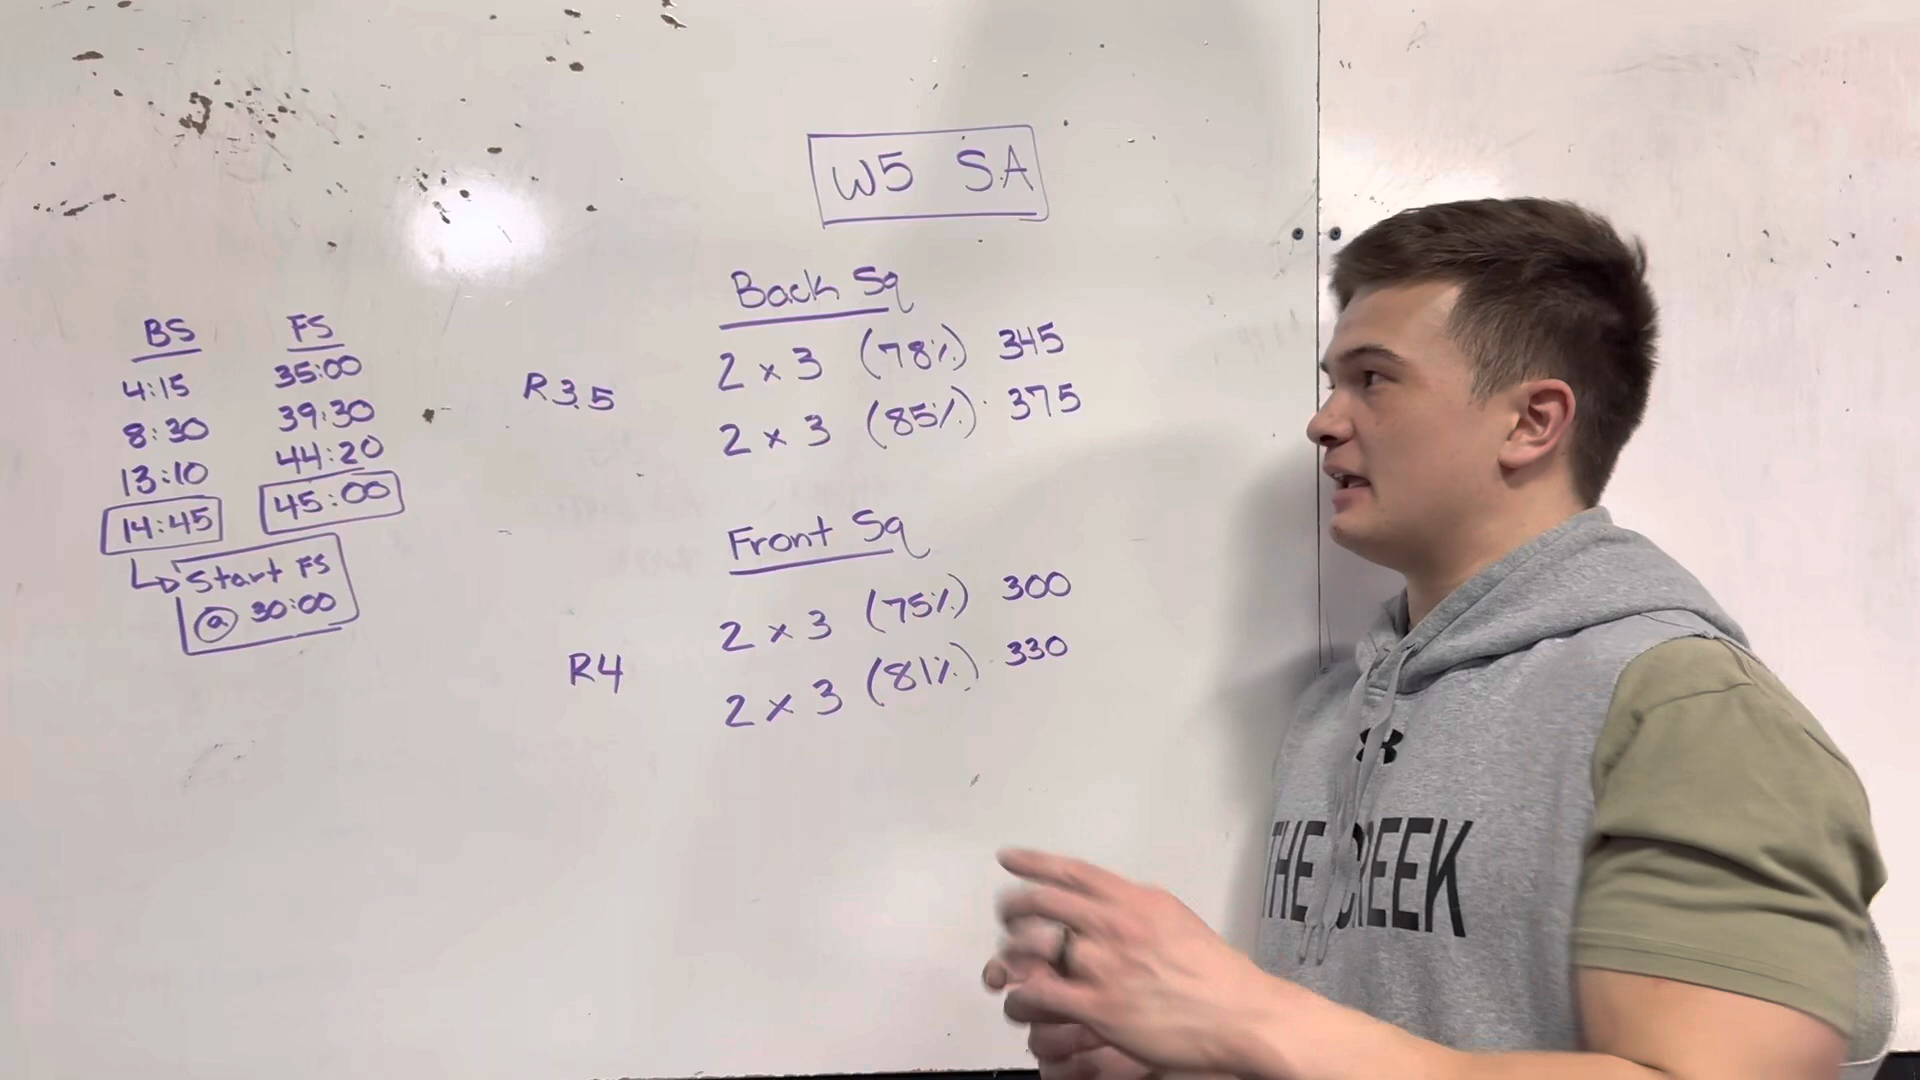 W5 SA
BS
4:15
8:30
13:10
14:45
Start FS
@ 30:00
FS
35:00
39:30
44:20
45:00
R3.5
Back Sq
2 x 3 (78%) 345
2 x 3 (85%) 375
R4
Front Sq
2 x 3 (75%) 300
2 x 3 (81%) 330
THE CREEK